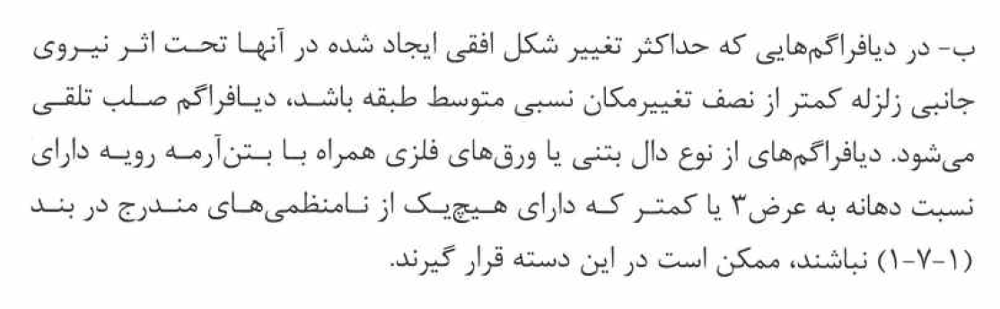 ب- در دیافراگم‌هایی که حداکثر تغییر شکل افقی ایجاد شده در آنها تحت اثر نیروی
جانبی زلزله کمتر از نصف تغییرمکان نسبی متوسط طبقه باشد، دیافراگم صلب تلقی
می‌شود. دیافراگم‌های از نوع دال بتنی یا ورق‌های فلزی همراه با بتن‌آرمه رویه دارای
نسبت دهانه به عرض۳ یا کمتر که دارای هیچ‌یک از نامنظمی‌های مندرج در بند
(۱-۷-۱) نباشند، ممکن است در این دسته قرار گیرند.